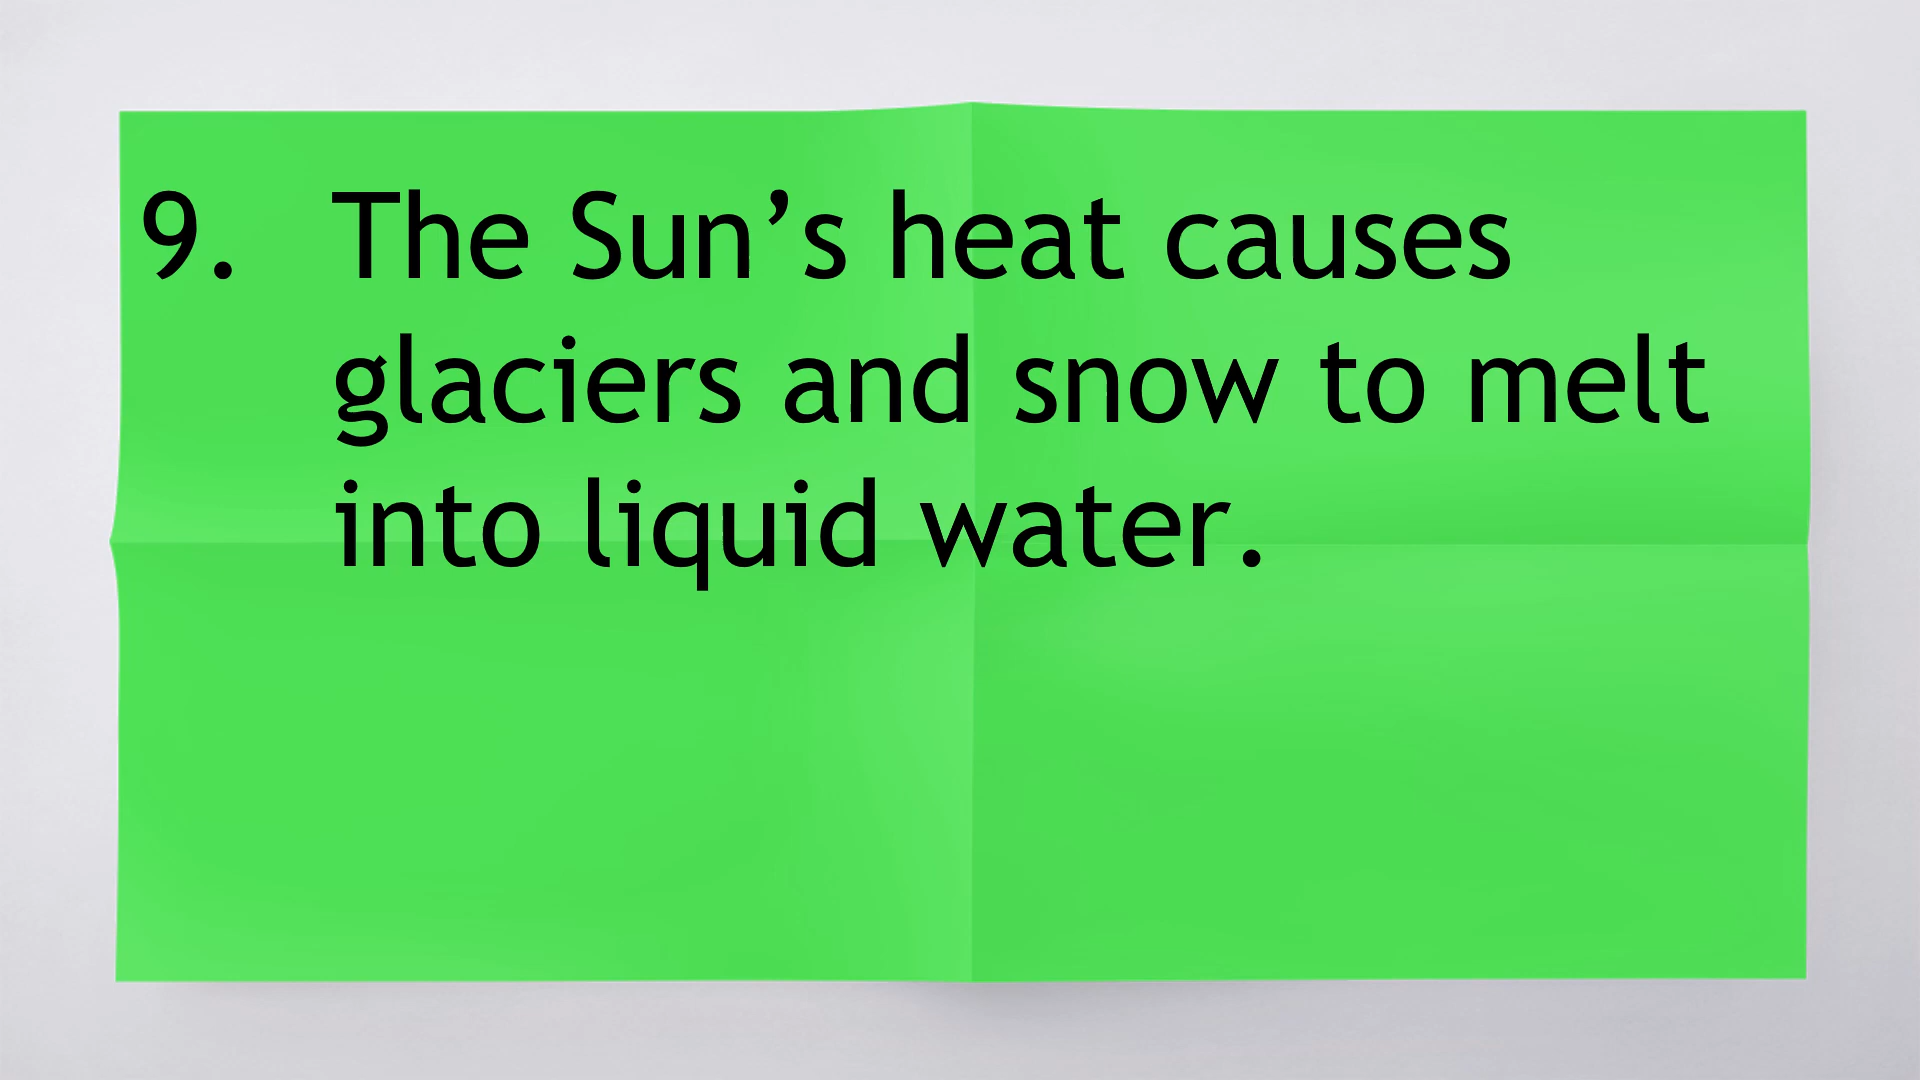 9. The Sun’s heat causes
glaciers and snow to melt
into liquid water.